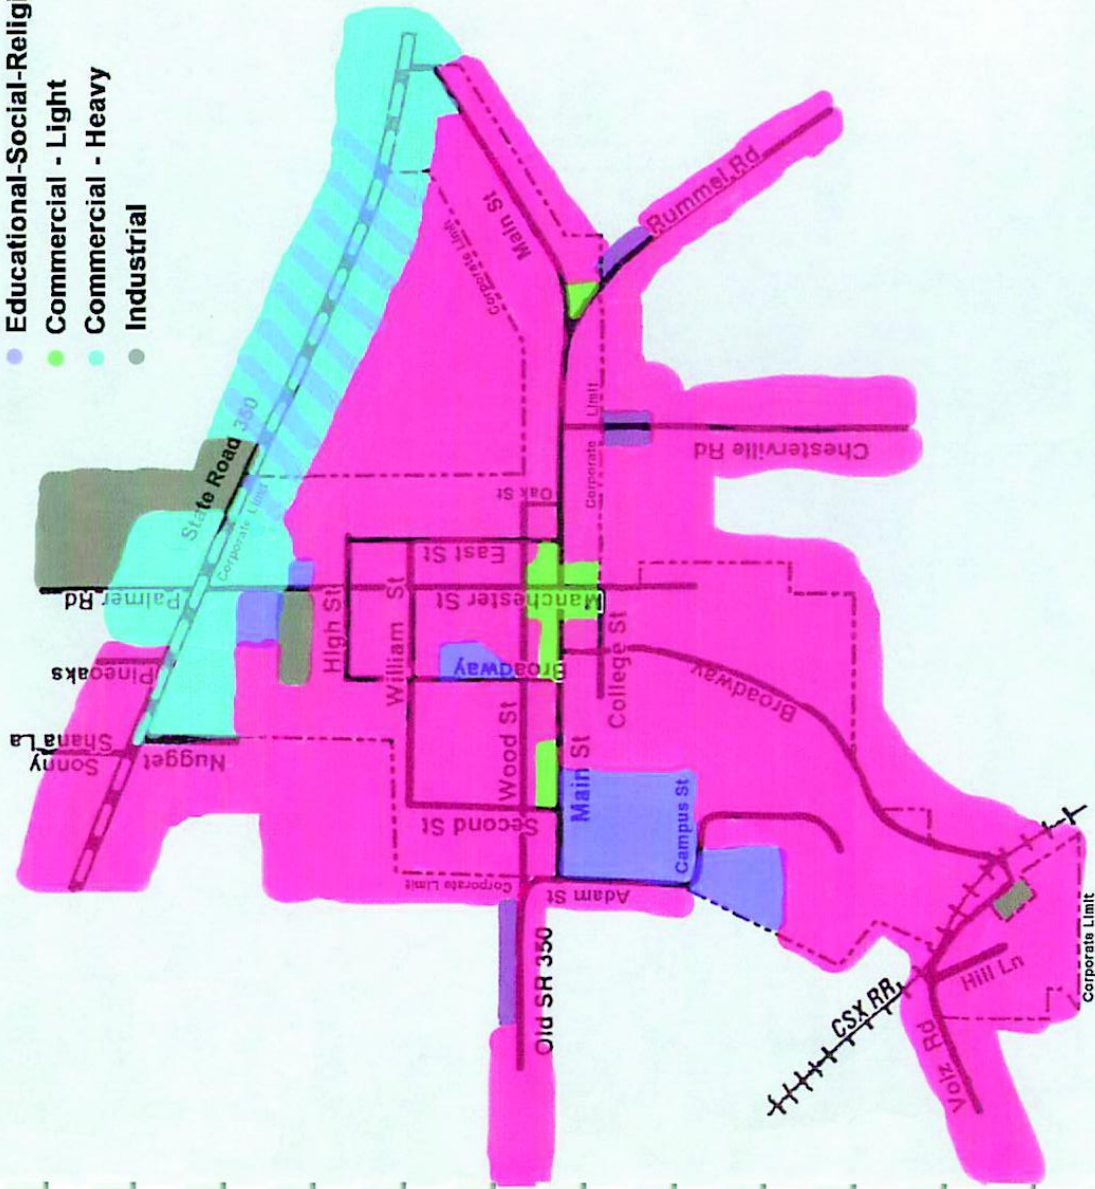 Educational-Social-Relig
Commercial - Light
Commercial - Heavy
Industrial
State Road 350
Corporate Limit
Palmer Rd
Pineoaks
Shana La
Sonny
Nugget
High St
William St
East St
Manchester St
Broadway
Oak St
Wood St
Second St
Main St
College St
Broadway
Campus St
Adam St
Corporate Limit
Old SR 350
Main St
Corporate Limit
Rummel Rd
Corporate Limit
Chesterville Rd
CSX RR
Volz Rd
Hill Ln
Corporate Limit